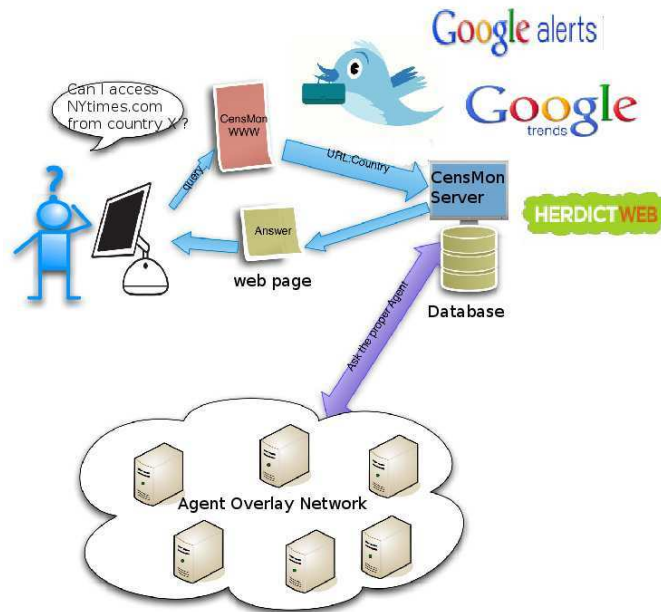 Google alerts
Google
trends
Can I access
NYtimes.com
from country X ?
CensMon
WWW
query
URL:Country
CensMon
Server
HERDICTWEB
Answer
web page
Database
Ask the proper Agent
Agent Overlay Network